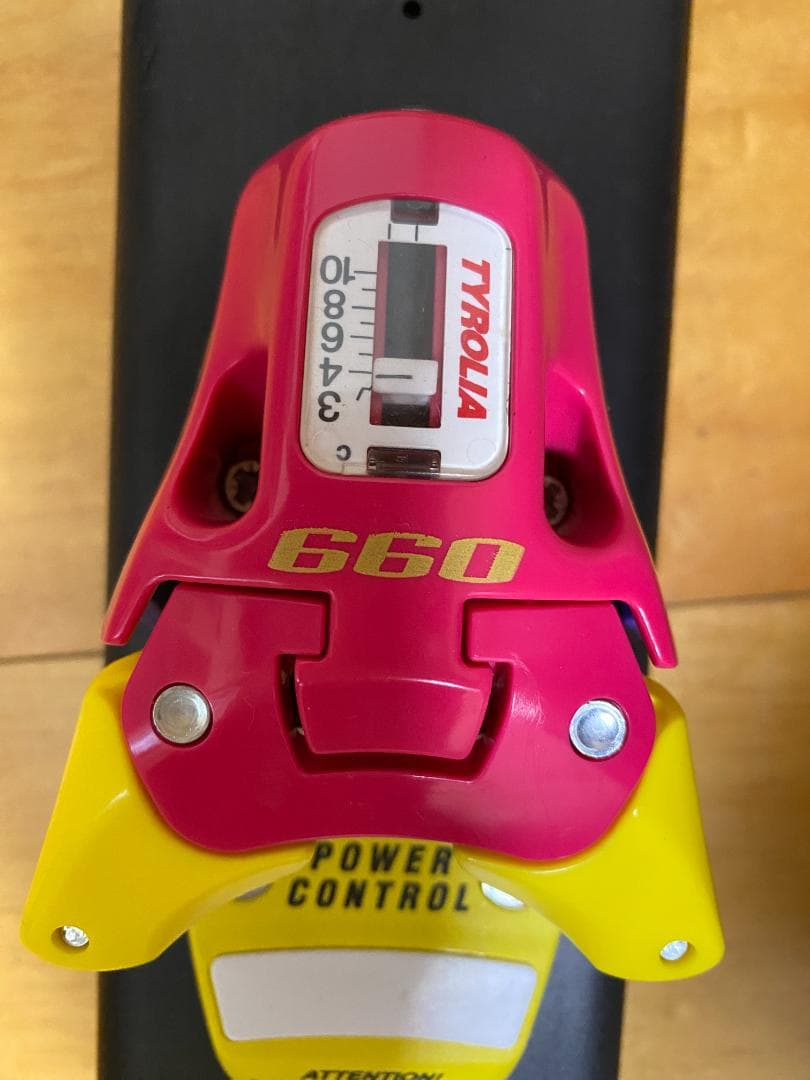 TYROLIA
10
8
6
4
3
C
660
POWER
CONTROL
ATTENTION!